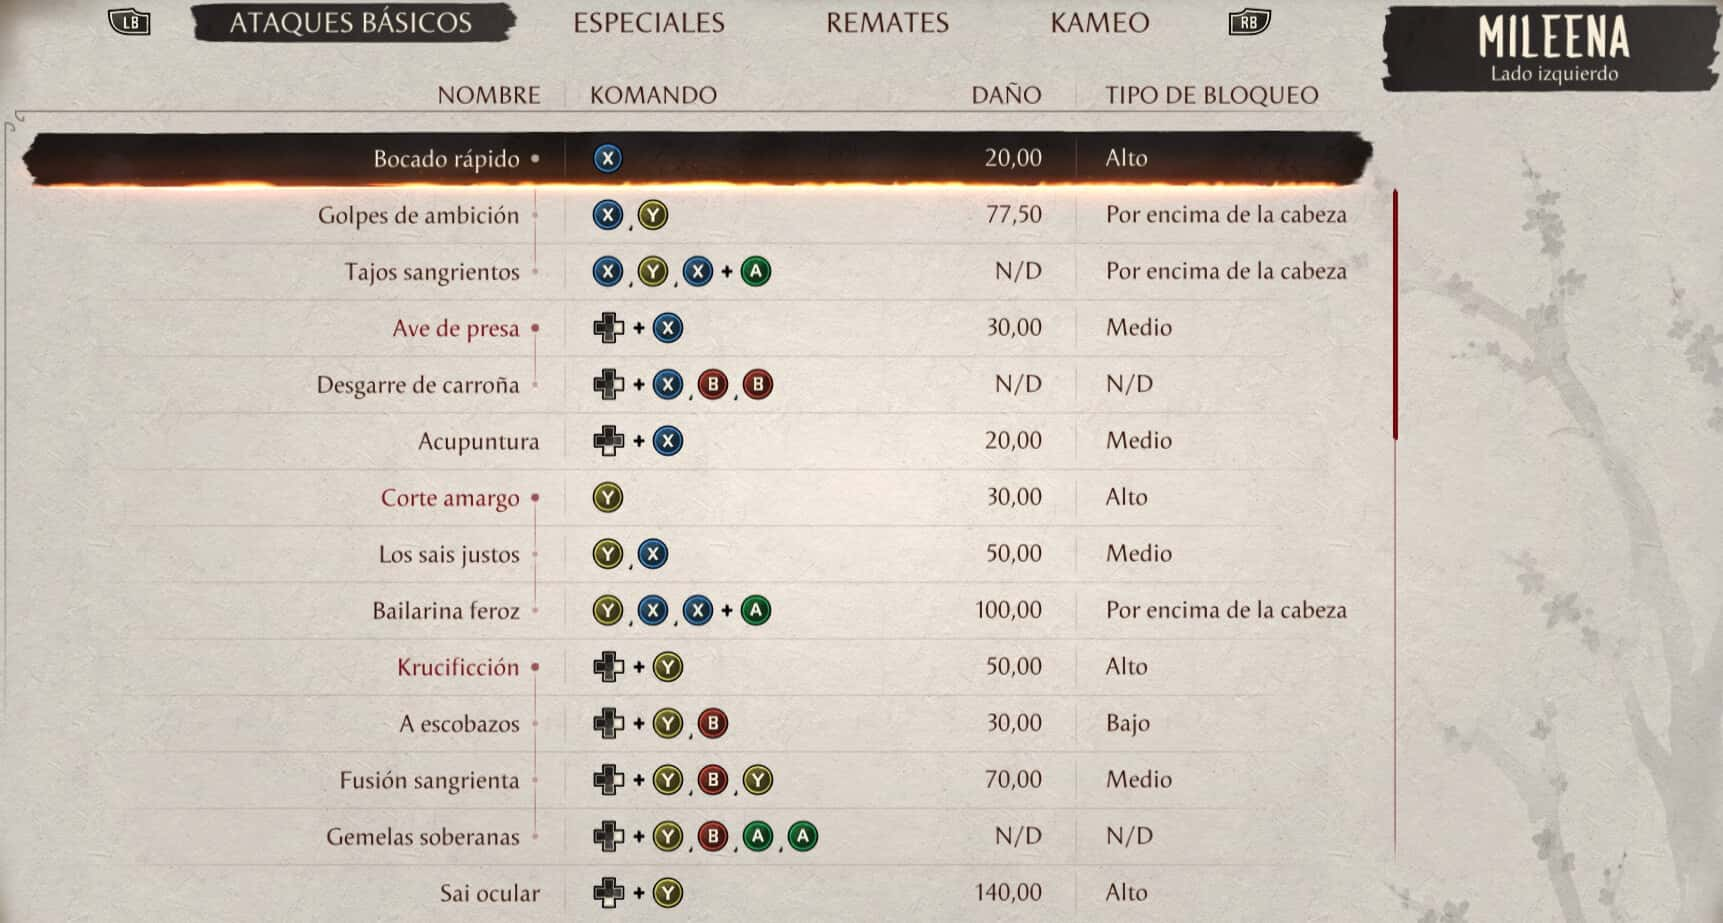 LB ATAQUES BÁSICOS ESPECIALES REMATES KAMEO RB
MILEENA
Lado izquierdo
NOMBRE KOMANDO DAÑO TIPO DE BLOQUEO
Bocado rápido X 20,00 Alto
Golpes de ambición X , Y 77,50 Por encima de la cabeza
Tajos sangrientos X , Y , X + A N/D Por encima de la cabeza
Ave de presa + X 30,00 Medio
Desgarre de carroña + X , B , B N/D N/D
Acupuntura + X 20,00 Medio
Corte amargo Y 30,00 Alto
Los sais justos Y , X 50,00 Medio
Bailarina feroz Y , X , X + A 100,00 Por encima de la cabeza
Krucificción + Y 50,00 Alto
A escobazos + Y , B 30,00 Bajo
Fusión sangrienta + Y , B , Y 70,00 Medio
Gemelas soberanas + Y , B , A , A N/D N/D
Sai ocular + Y 140,00 Alto